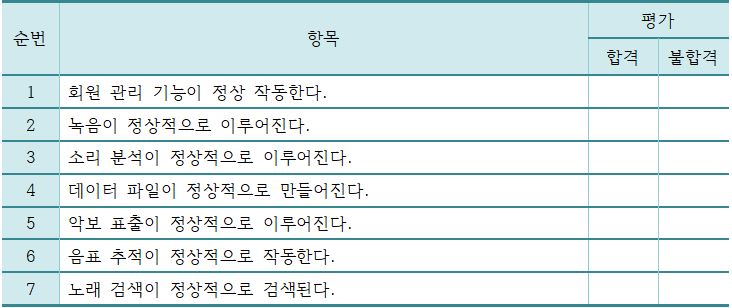 순번 항목 평가
합격 불합격
1 회원 관리 기능이 정상 작동한다.
2 녹음이 정상적으로 이루어진다.
3 소리 분석이 정상적으로 이루어진다.
4 데이터 파일이 정상적으로 만들어진다.
5 악보 표출이 정상적으로 이루어진다.
6 음표 추적이 정상적으로 작동한다.
7 노래 검색이 정상적으로 검색된다.